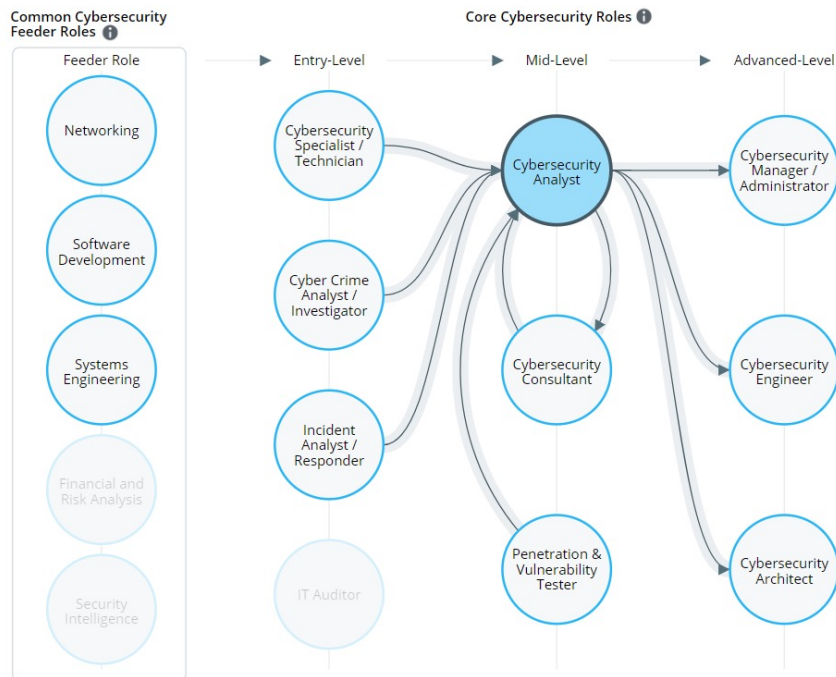 Common Cybersecurity
Feeder Roles
Core Cybersecurity Roles
Feeder Role
Entry-Level
Mid-Level
Advanced-Level
Networking
Software
Development
Systems
Engineering
Financial and
Risk Analysis
Security
Intelligence
Cybersecurity
Specialist /
Technician
Cyber Crime
Analyst /
Investigator
Incident
Analyst /
Responder
IT Auditor
Cybersecurity
Analyst
Cybersecurity
Consultant
Penetration &
Vulnerability
Tester
Cybersecurity
Manager /
Administrator
Cybersecurity
Engineer
Cybersecurity
Architect